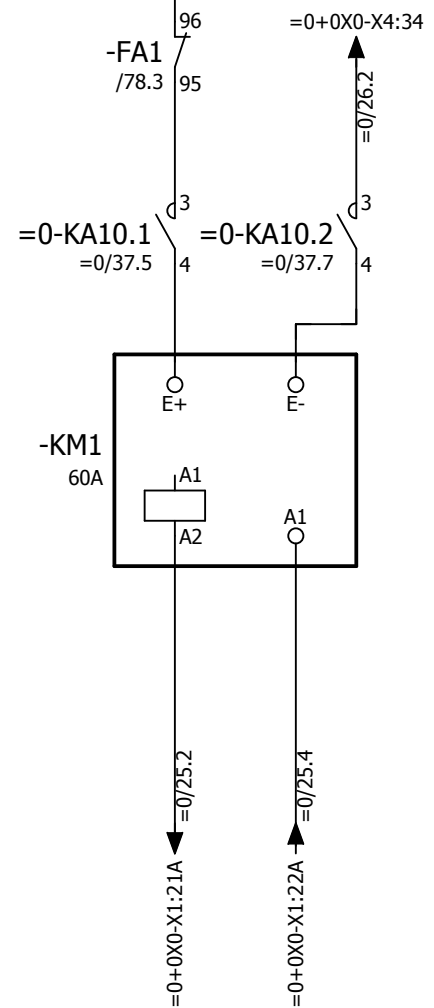 96
=0+0X0-X4:34
-FA1
/78.3
95
=0/26.2
3
3
=0-KA10.1
=0-KA10.2
=0/37.5
4
=0/37.7
4
E+
E-
-KM1
60A
A1
A1
A2
=0/25.2
=0/25.4
=0+0X0-X1:21A
=0+0X0-X1:22A